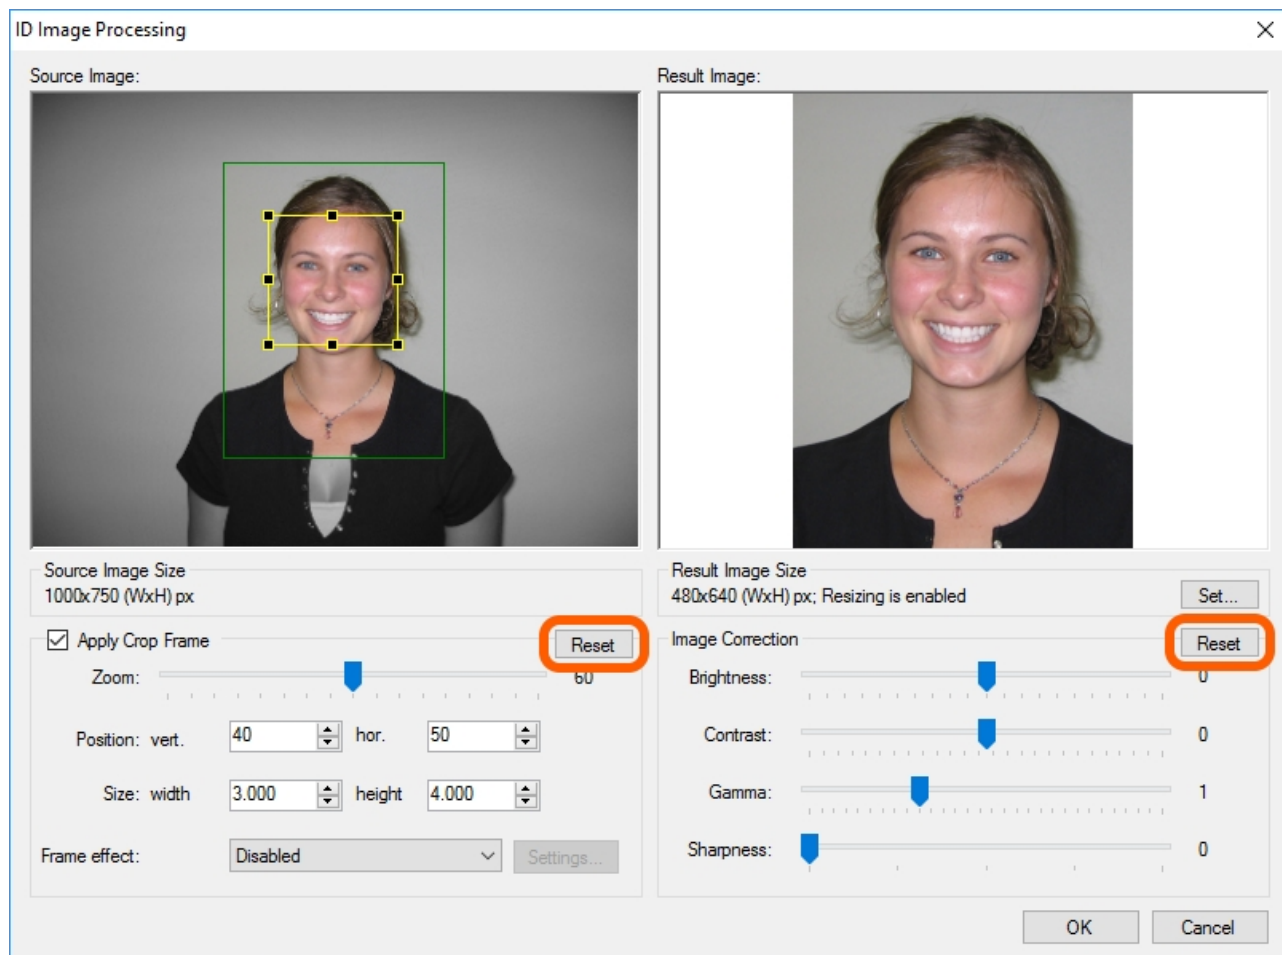 ID Image Processing
Source Image:
Result Image:
Source Image Size
1000x750 (WxH) px
Result Image Size
480x640 (WxH) px; Resizing is enabled
Set...
Apply Crop Frame
Reset
Zoom:
60
Position: vert.
40
hor.
50
Size: width
3.000
height
4.000
Frame effect:
Disabled
Settings...
Image Correction
Reset
Brightness:
0
Contrast:
0
Gamma:
1
Sharpness:
0
OK
Cancel